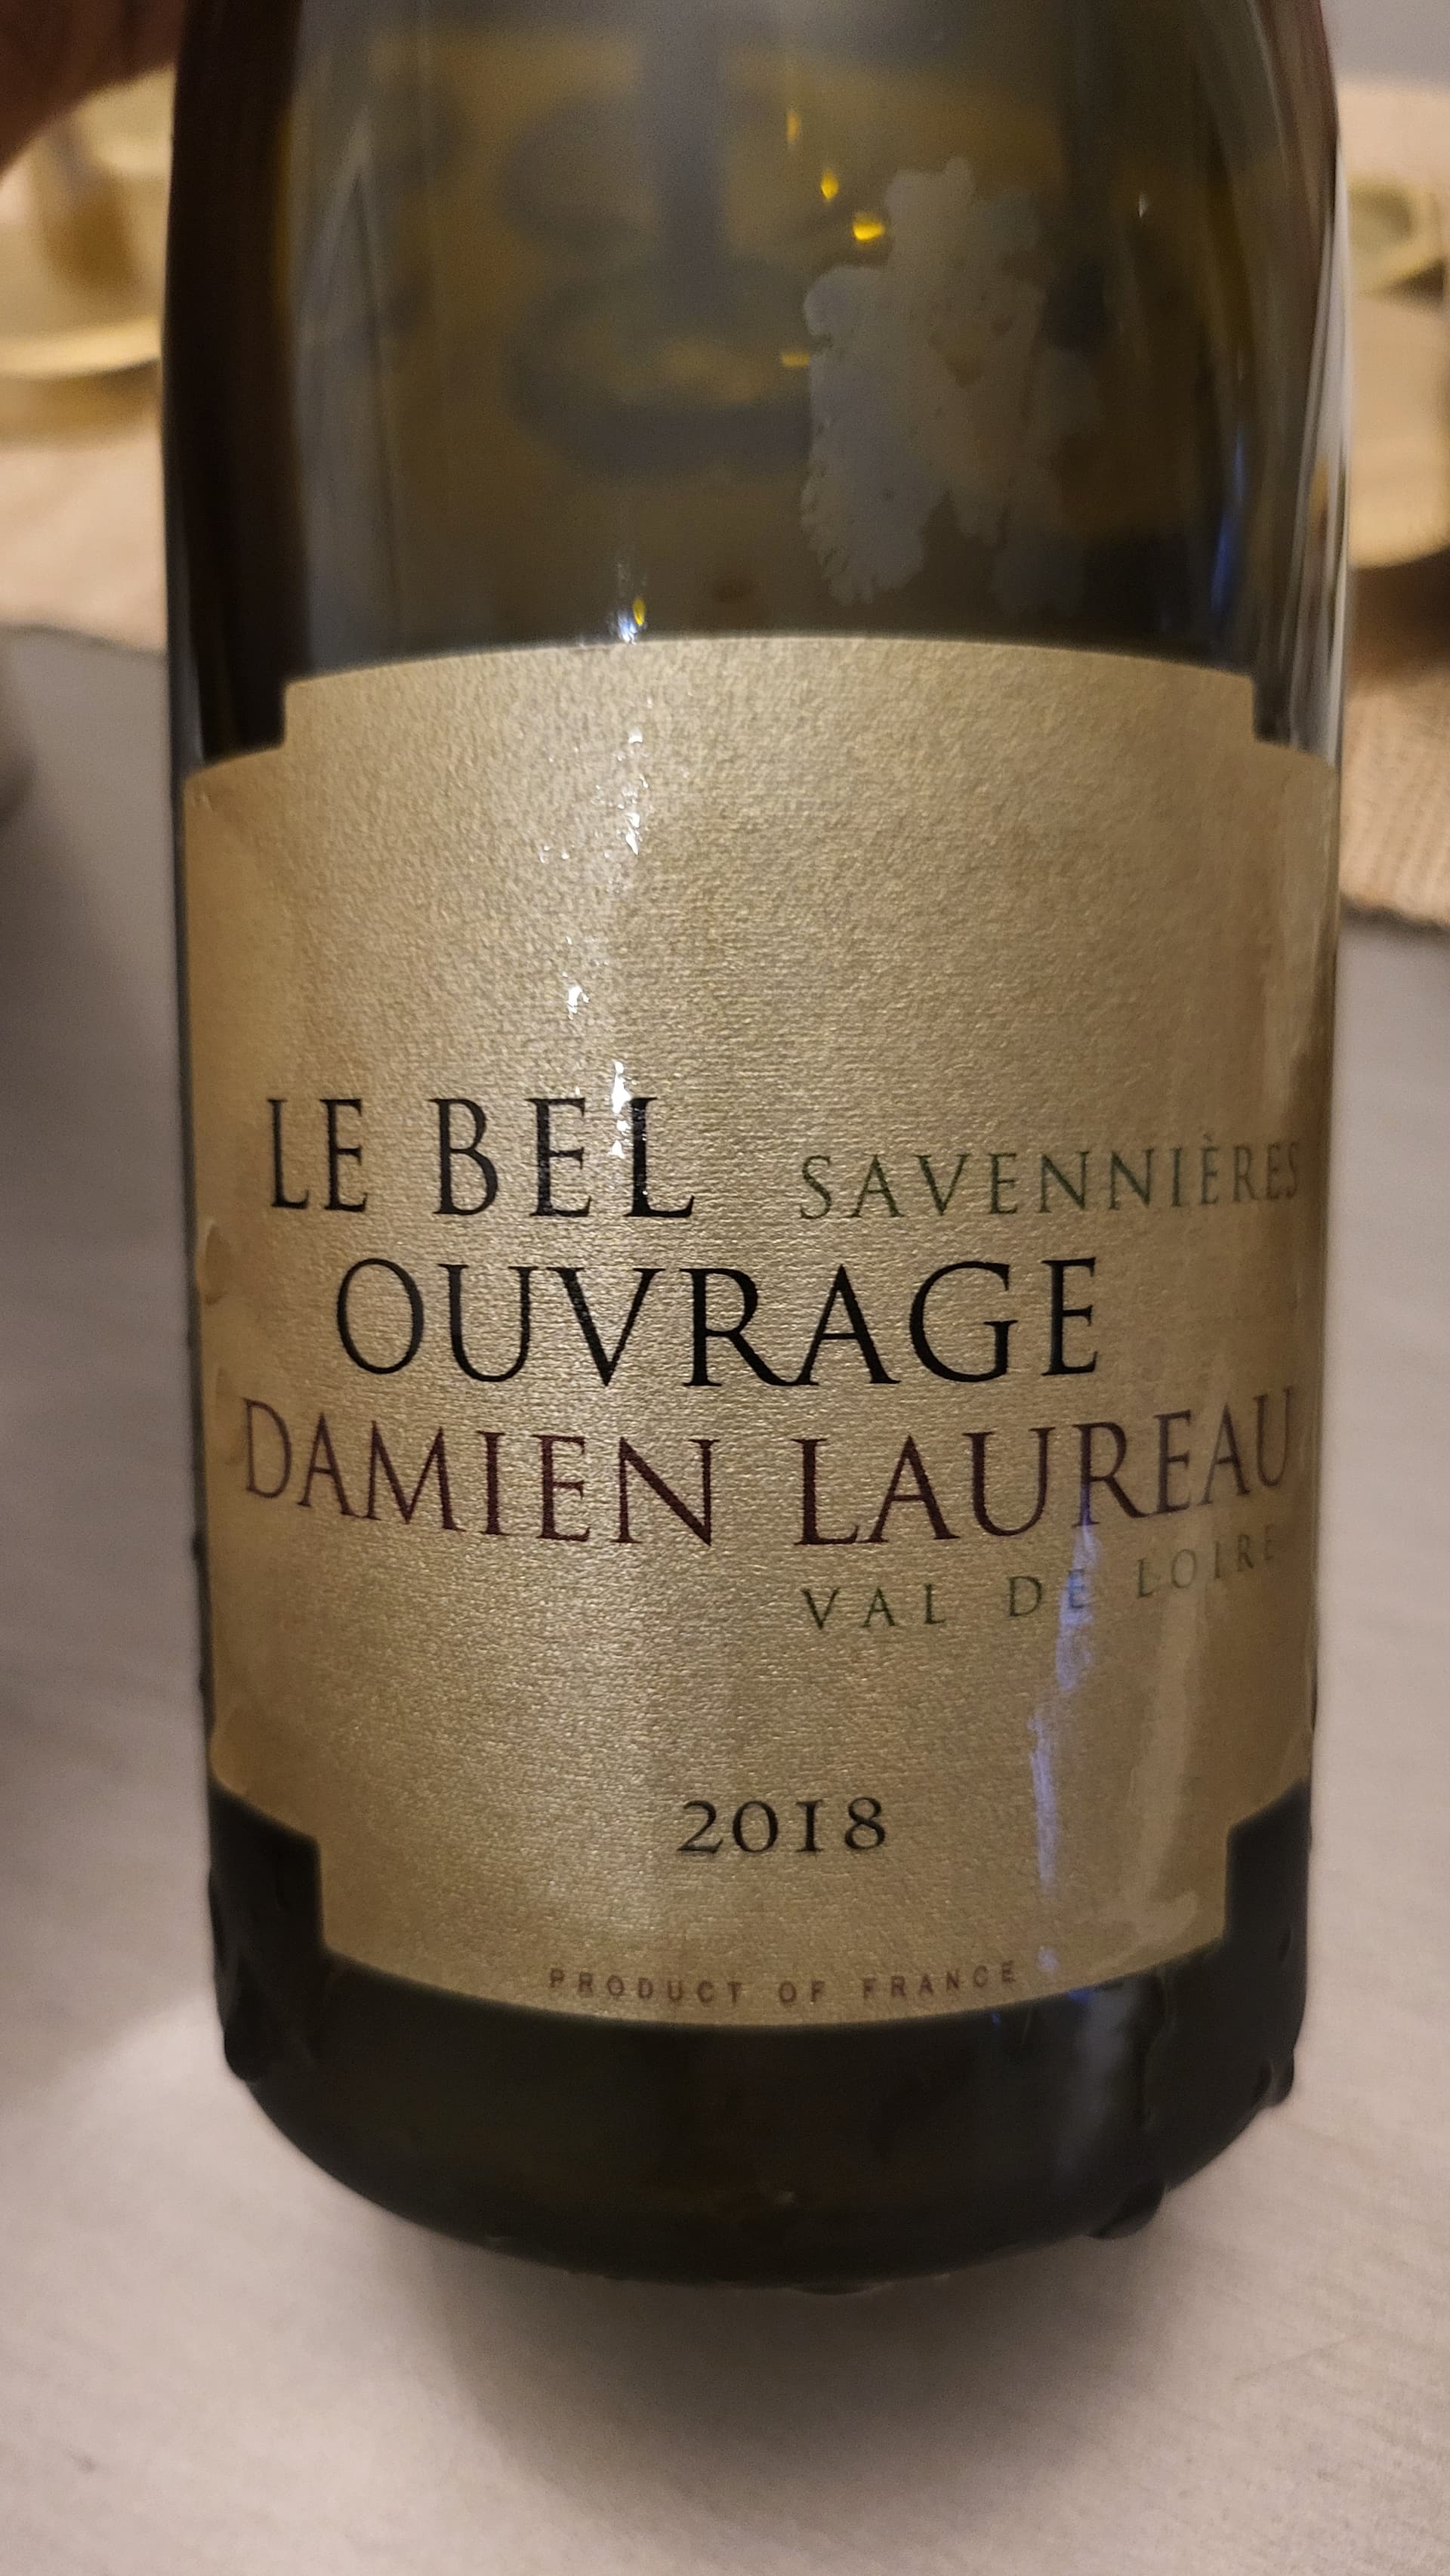 LE BEL SAVENNIÈRES
OUVRAGE
DAMIEN LAUREAU
VAL DE LOIRE
2018
PRODUCT OF FRANCE